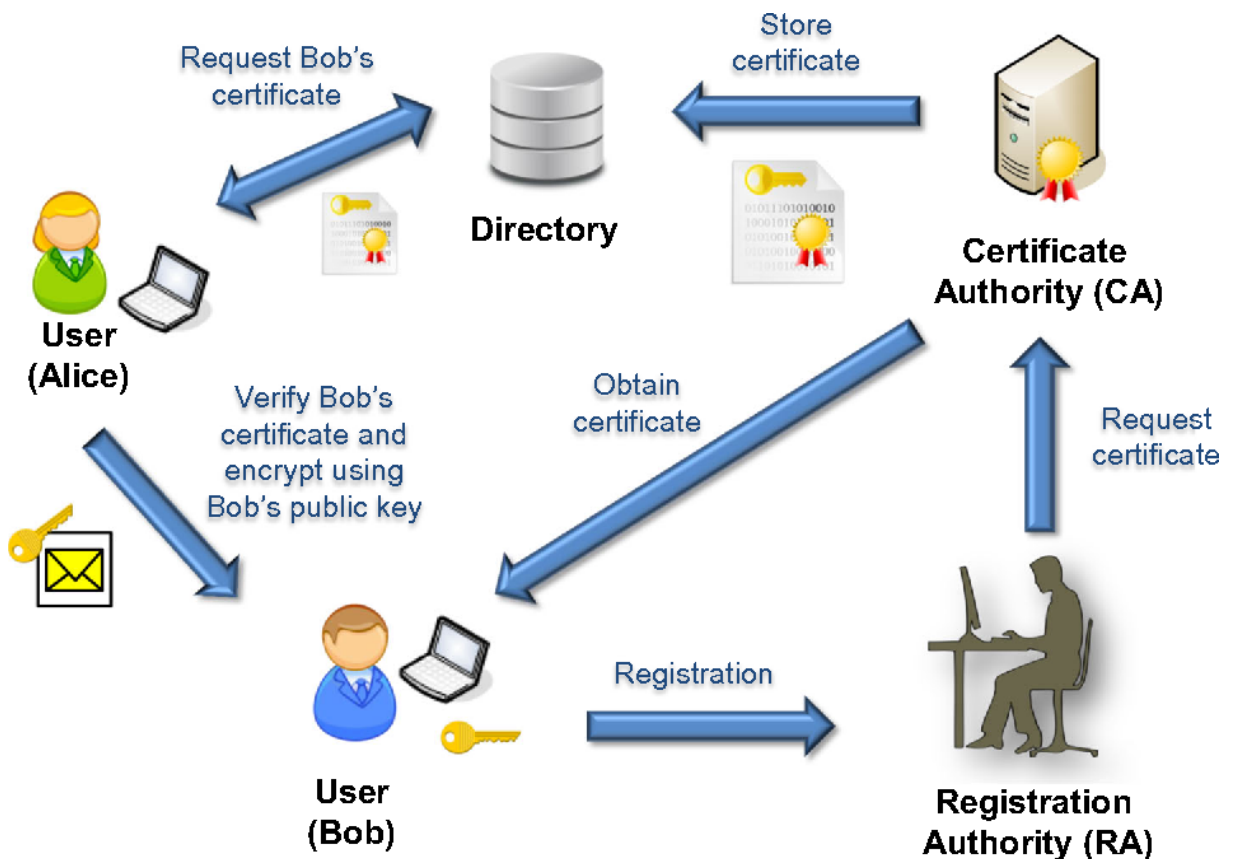 Request Bob's
certificate
Store
certificate
Directory
Certificate
Authority (CA)
User
(Alice)
Verify Bob's
certificate and
encrypt using
Bob's public key
Obtain
certificate
Request
certificate
Registration
User
(Bob)
Registration
Authority (RA)